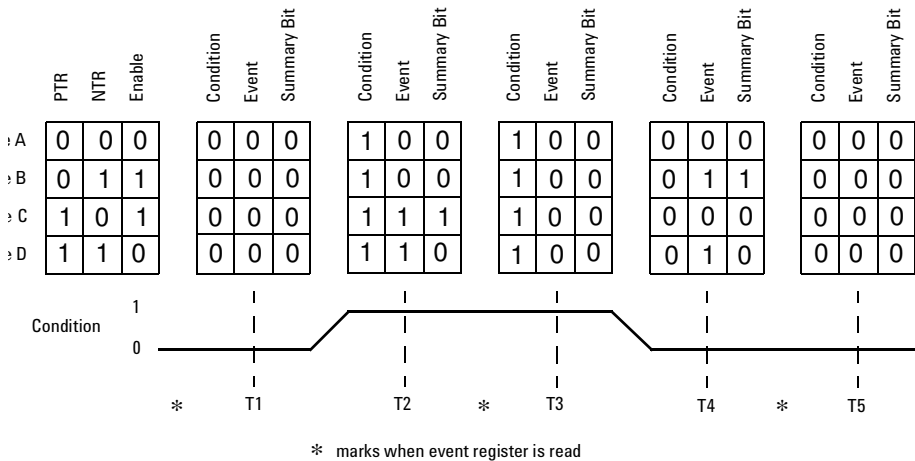 PTR NTR Enable Condition Event Summary Bit Condition Event Summary Bit Condition Event Summary Bit Condition Event Summary Bit Condition Event Summary Bit
e A 0 0 0 0 0 0 1 0 0 1 0 0 0 0 0 0 0 0
e B 0 1 1 0 0 0 1 0 0 1 0 0 0 1 1 0 0 0
e C 1 0 1 0 0 0 1 1 1 1 0 0 0 0 0 0 0 0
e D 1 1 0 0 0 0 1 1 0 1 0 0 0 1 0 0 0 0
1
Condition
0
* T1 T2 * T3 T4 * T5
* marks when event register is read